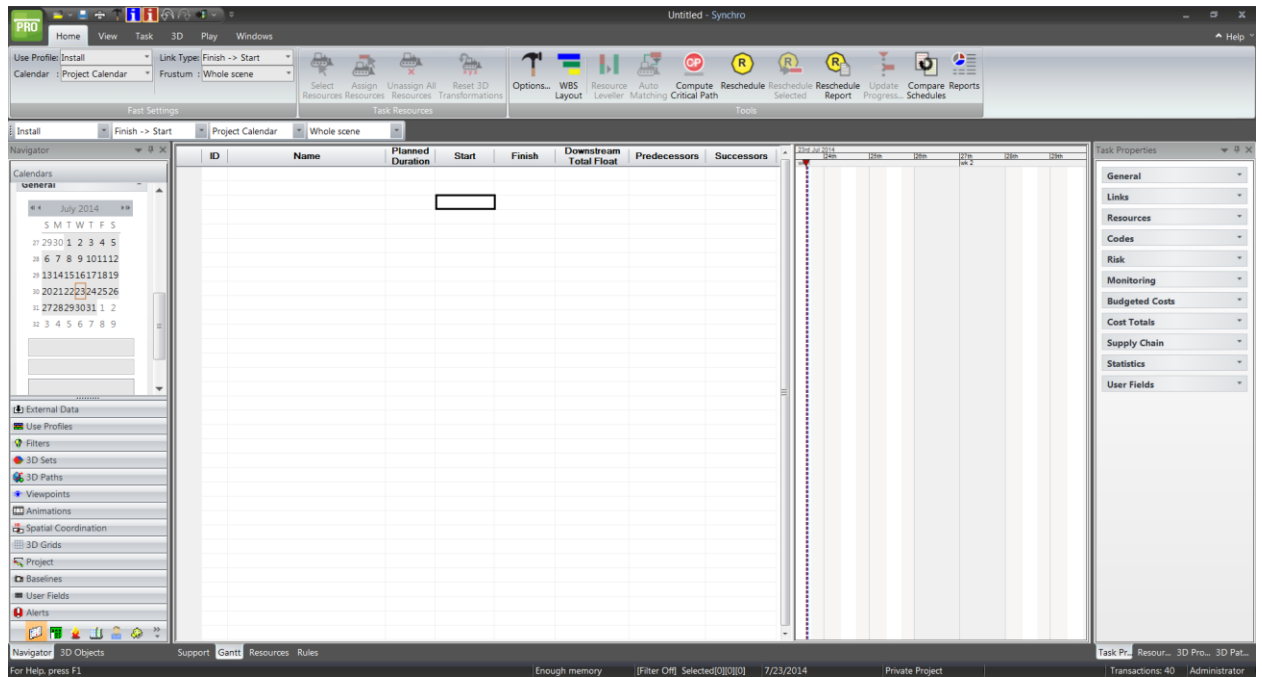 Untitled - Synchro
PRO
Home View Task 3D Play Windows
Help
Use Profile: Install
Link Type: Finish -> Start
Calendar : Project Calendar
Frustum : Whole scene
Fast Settings
Select Resources
Assign Resources
Unassign All Resources
Reset 3D Transformations
Task Resources
Options...
WBS Layout
Resource Leveller
Auto Matching
CP
Compute Critical Path
R
Reschedule
R
Reschedule Selected
R
Reschedule Report
Update Progress...
Compare Schedules
Reports
Tools
Install Finish -> Start Project Calendar Whole scene
Navigator
Calendars
General
July 2014
S M T W T F S
27 29 30 1 2 3 4 5
28 6 7 8 9 10 11 12
29 13 14 15 16 17 18 19
30 20 21 22 23 24 25 26
31 27 28 29 30 31 1 2
32 3 4 5 6 7 8 9
External Data
Use Profiles
Filters
3D Sets
3D Paths
Viewpoints
Animations
Spatial Coordination
3D Grids
Project
Baselines
User Fields
Alerts
Navigator 3D Objects
ID Name Planned Duration Start Finish Downstream Total Float Predecessors Successors
23rd Jul 2014
24th 25th 26th 27th 28th 29th
wk 2
Support Gantt Resources Rules
Task Properties
General
Links
Resources
Codes
Risk
Monitoring
Budgeted Costs
Cost Totals
Supply Chain
Statistics
User Fields
Task Pr... Resour... 3D Pro... 3D Pat...
For Help, press F1
Enough memory [Filter Off] Selected[0][0][0] 7/23/2014 Private Project Transactions: 40 Administrator